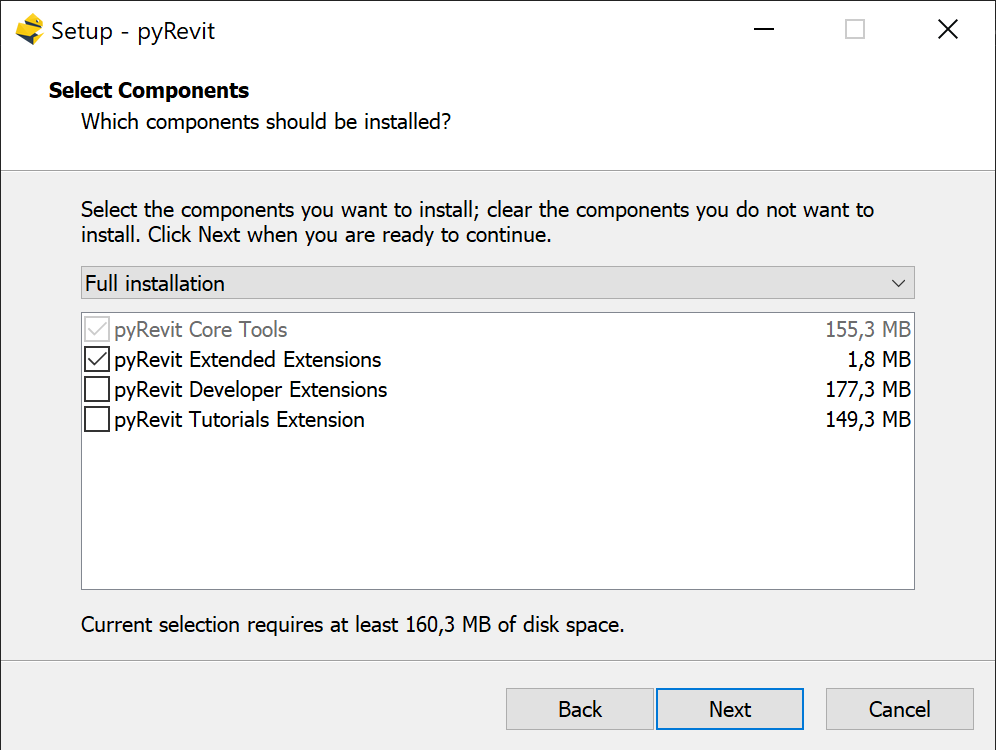 Setup - pyRevit
Select Components
Which components should be installed?
Select the components you want to install; clear the components you do not want to
install. Click Next when you are ready to continue.
Full installation
pyRevit Core Tools 155,3 MB
pyRevit Extended Extensions 1,8 MB
pyRevit Developer Extensions 177,3 MB
pyRevit Tutorials Extension 149,3 MB
Current selection requires at least 160,3 MB of disk space.
Back Next Cancel